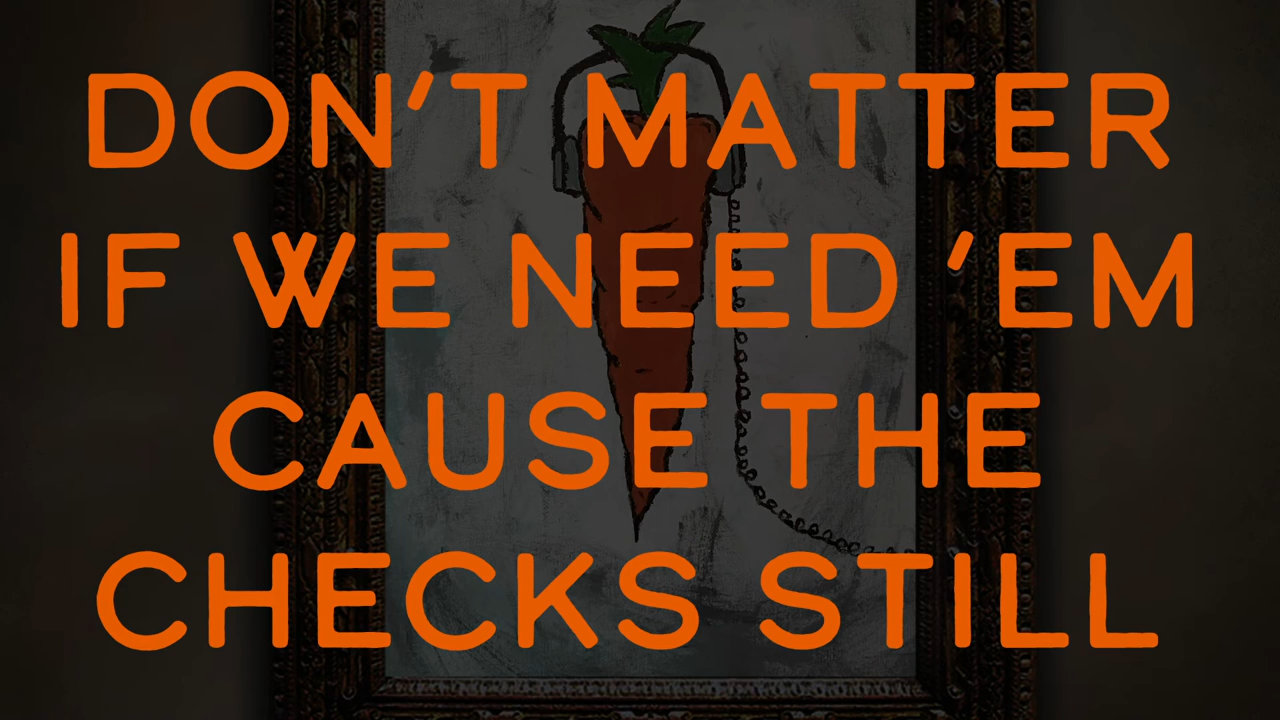 DON'T MATTER
IF WE NEED 'EM
CAUSE THE
CHECKS STILL